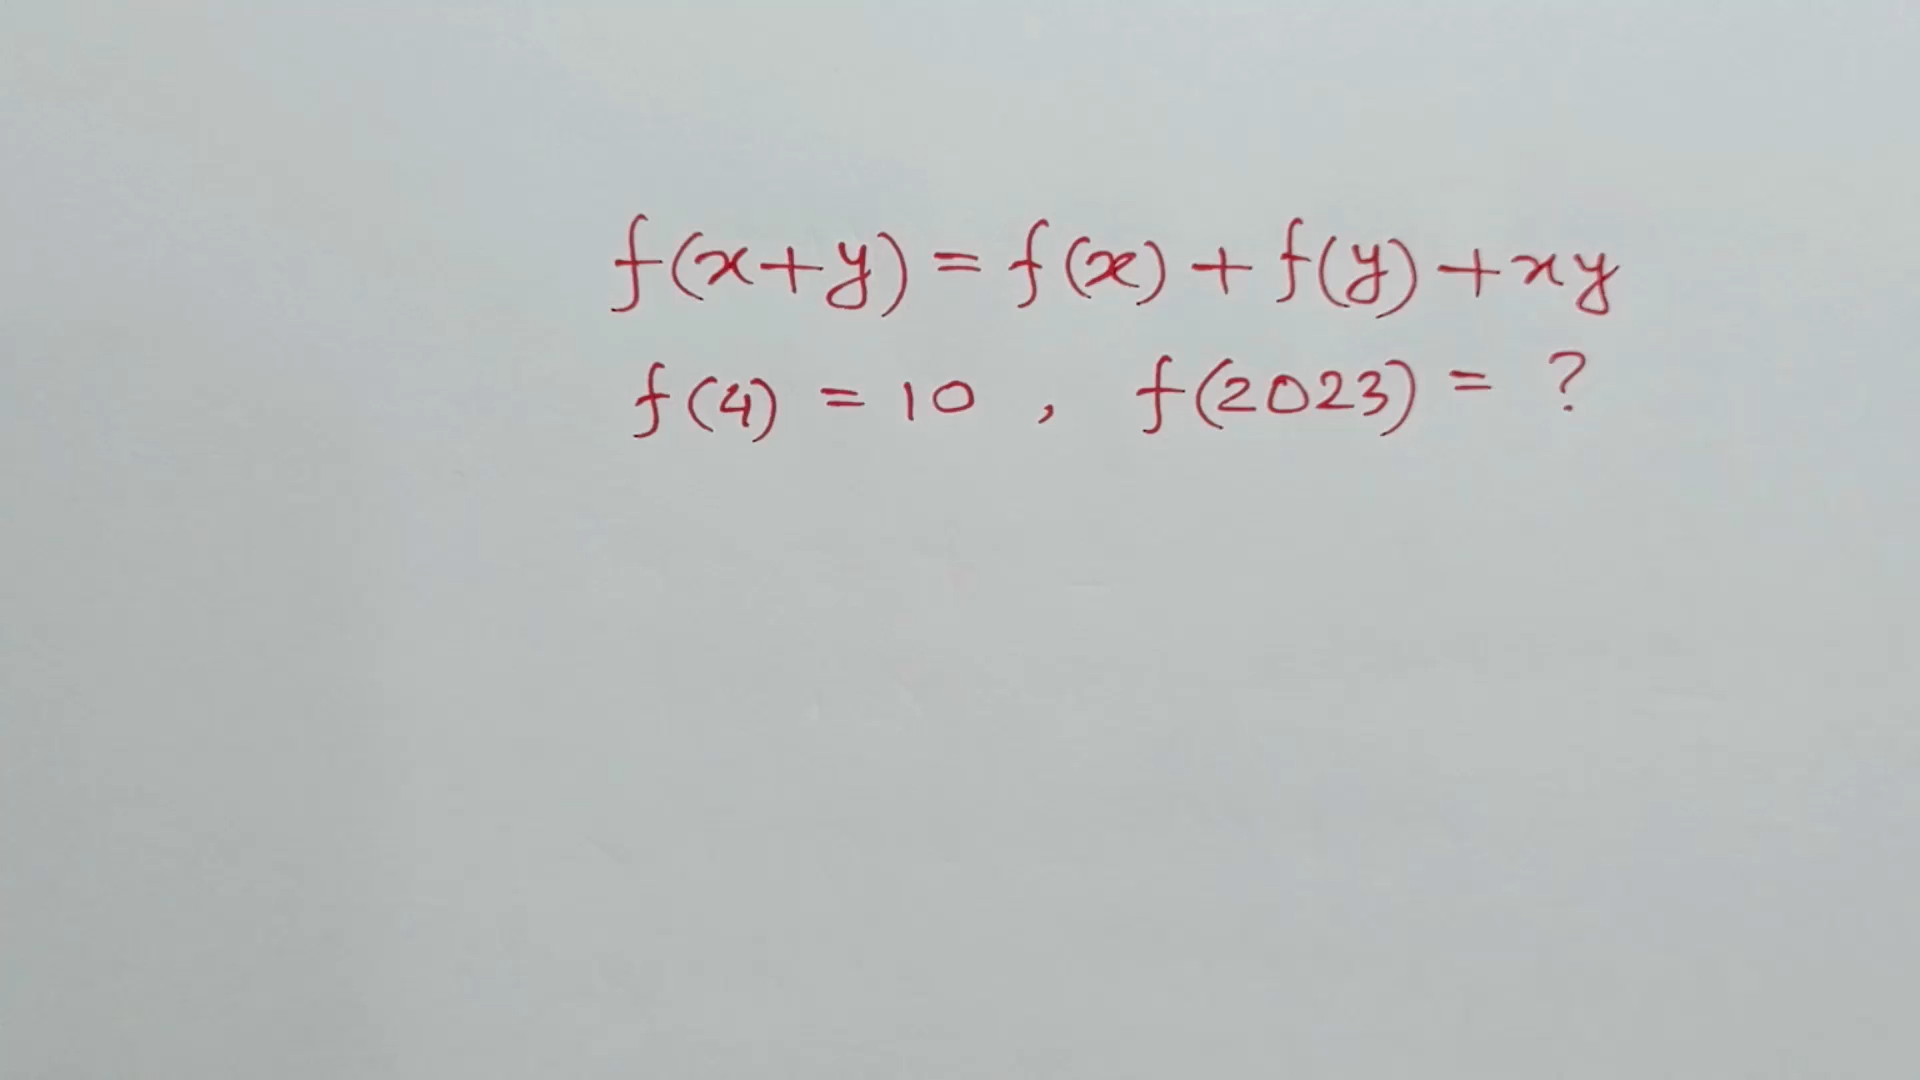 f(x+y) = f(x) + f(y) + xy
f(4) = 10 , f(2023) = ?